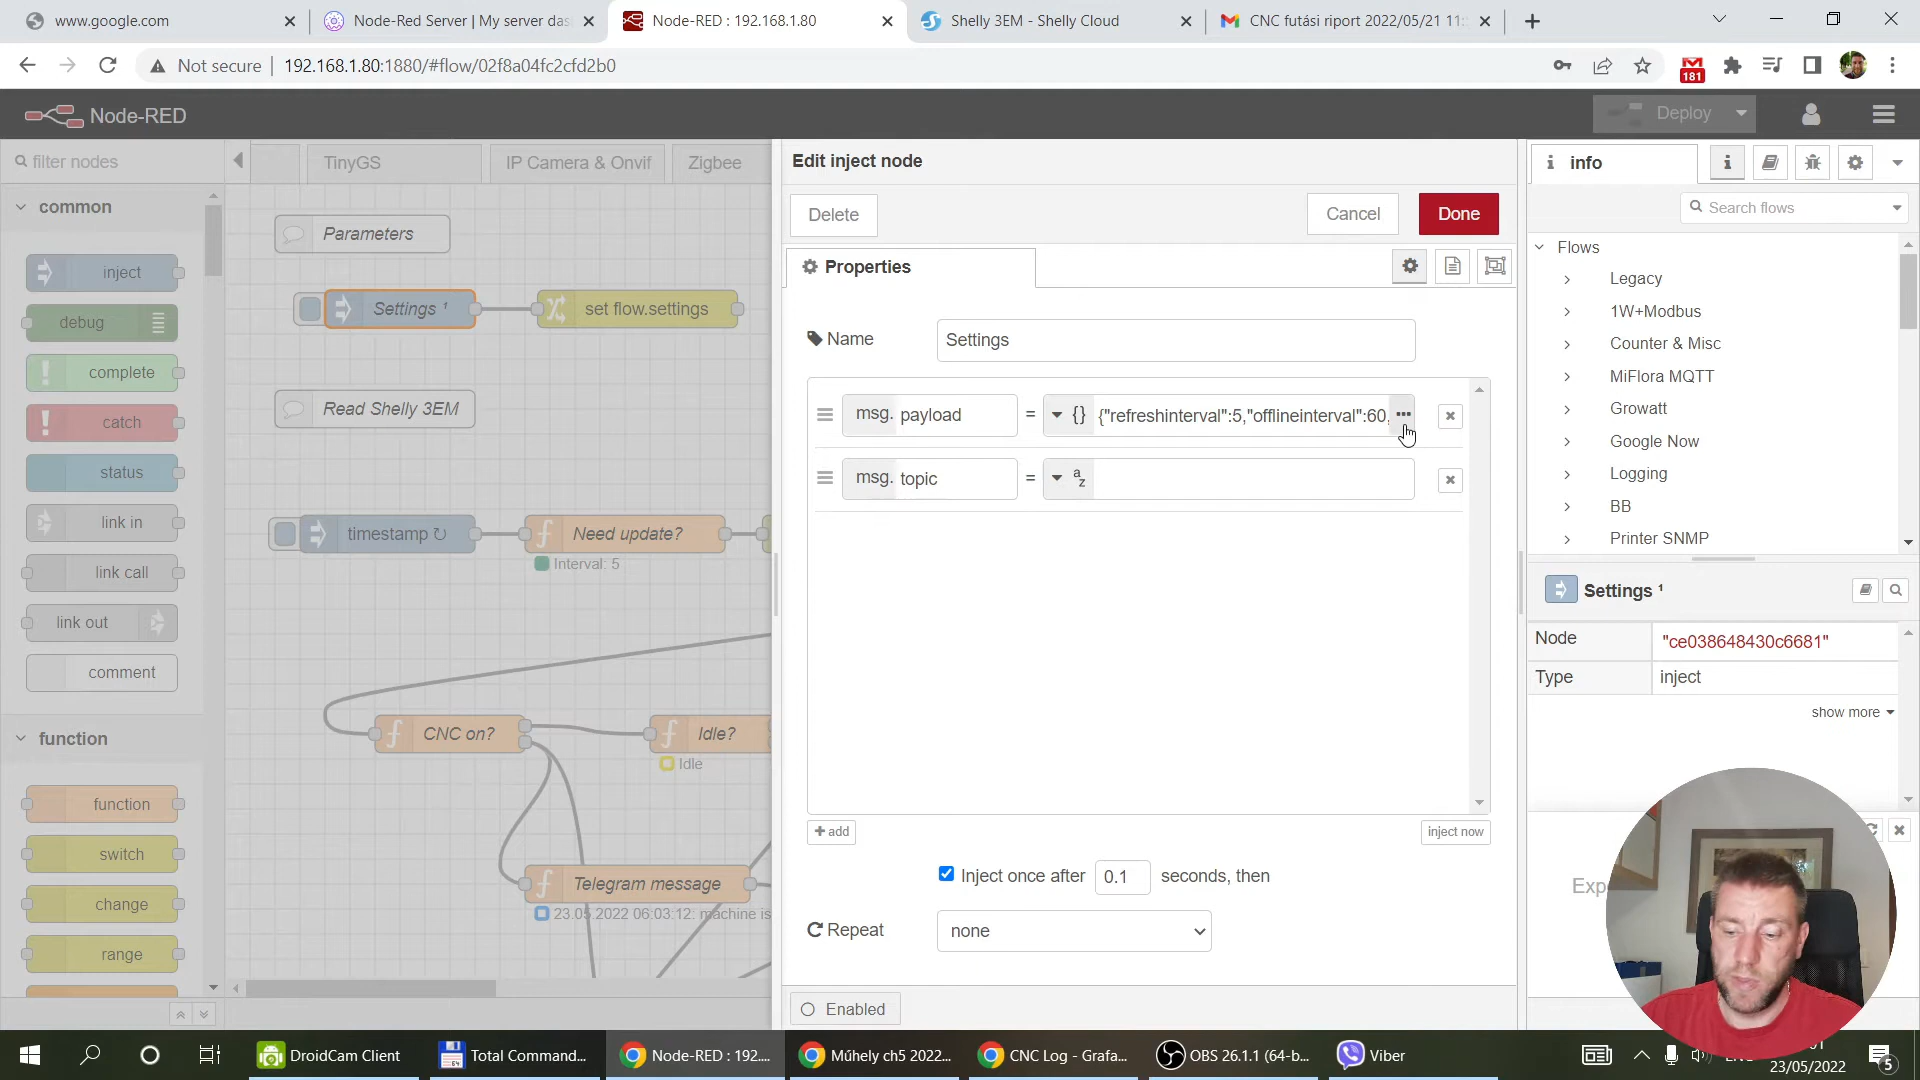 www.google.com
Node-Red Server | My server das
Node-RED : 192.168.1.80
Shelly 3EM - Shelly Cloud
CNC futási riport 2022/05/21 11:
Not secure
192.168.1.80:1880/#flow/02f8a04fc2cfd2b0
181
Node-RED
Deploy
filter nodes
TinyGS
IP Camera & Onvif
Zigbee
Edit inject node
info
common
Parameters
Delete
Cancel
Done
Search flows
inject
Settings ¹
set flow.settings
Properties
Flows
Legacy
debug
1W+Modbus
complete
Name
Settings
Counter & Misc
MiFlora MQTT
catch
Read Shelly 3EM
msg. payload
=
{} {"refreshinterval":5,"offlineinterval":60,
...
Growatt
Google Now
status
msg. topic
=
a
z
Logging
link in
timestamp ↻
Need update?
BB
Interval: 5
Printer SNMP
link call
link out
Settings ¹
Node
"ce038648430c6681"
comment
Type
inject
show more
function
CNC on?
Idle?
Idle
function
add
inject now
switch
Telegram message
Inject once after
0.1
seconds, then
change
23.05.2022 06:03:12: machine is
Repeat
none
range
Enabled
DroidCam Client
Total Comman...
Node-RED : 192....
Műhely ch5 2022...
CNC Log - Grafa...
OBS 26.1.1 (64-b...
Viber
23/05/2022
5